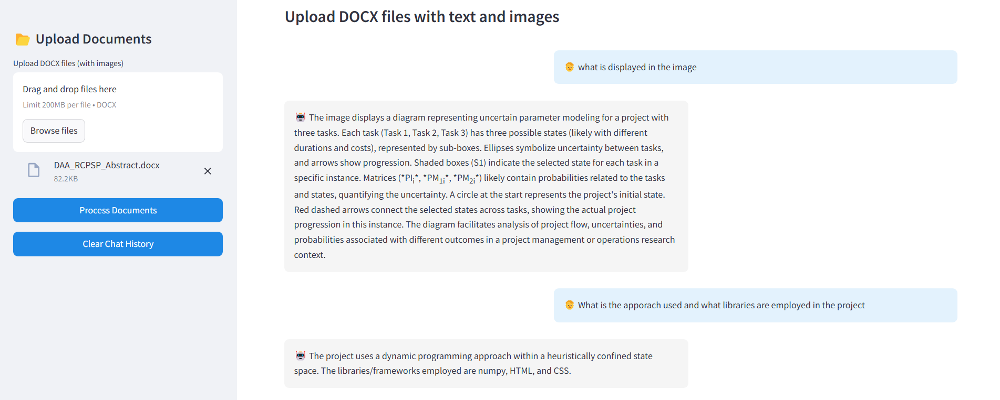 Upload Documents
Upload DOCX files (with images)
Drag and drop files here
Limit 200MB per file • DOCX
Browse files
DAA_RCPSP_Abstract.docx
82.2KB
Process Documents
Clear Chat History
Upload DOCX files with text and images
what is displayed in the image
The image displays a diagram representing uncertain parameter modeling for a project with
three tasks. Each task (Task 1, Task 2, Task 3) has three possible states (likely with different
durations and costs), represented by sub-boxes. Ellipses symbolize uncertainty between tasks,
and arrows show progression. Shaded boxes (S1) indicate the selected state for each task in a
specific instance. Matrices (*PIi*, *PM1i*, *PM2i*) likely contain probabilities related to the tasks
and states, quantifying the uncertainty. A circle at the start represents the project's initial state.
Red dashed arrows connect the selected states across tasks, showing the actual project
progression in this instance. The diagram facilitates analysis of project flow, uncertainties, and
probabilities associated with different outcomes in a project management or operations research
context.
What is the apporach used and what libraries are employed in the project
The project uses a dynamic programming approach within a heuristically confined state
space. The libraries/frameworks employed are numpy, HTML, and CSS.